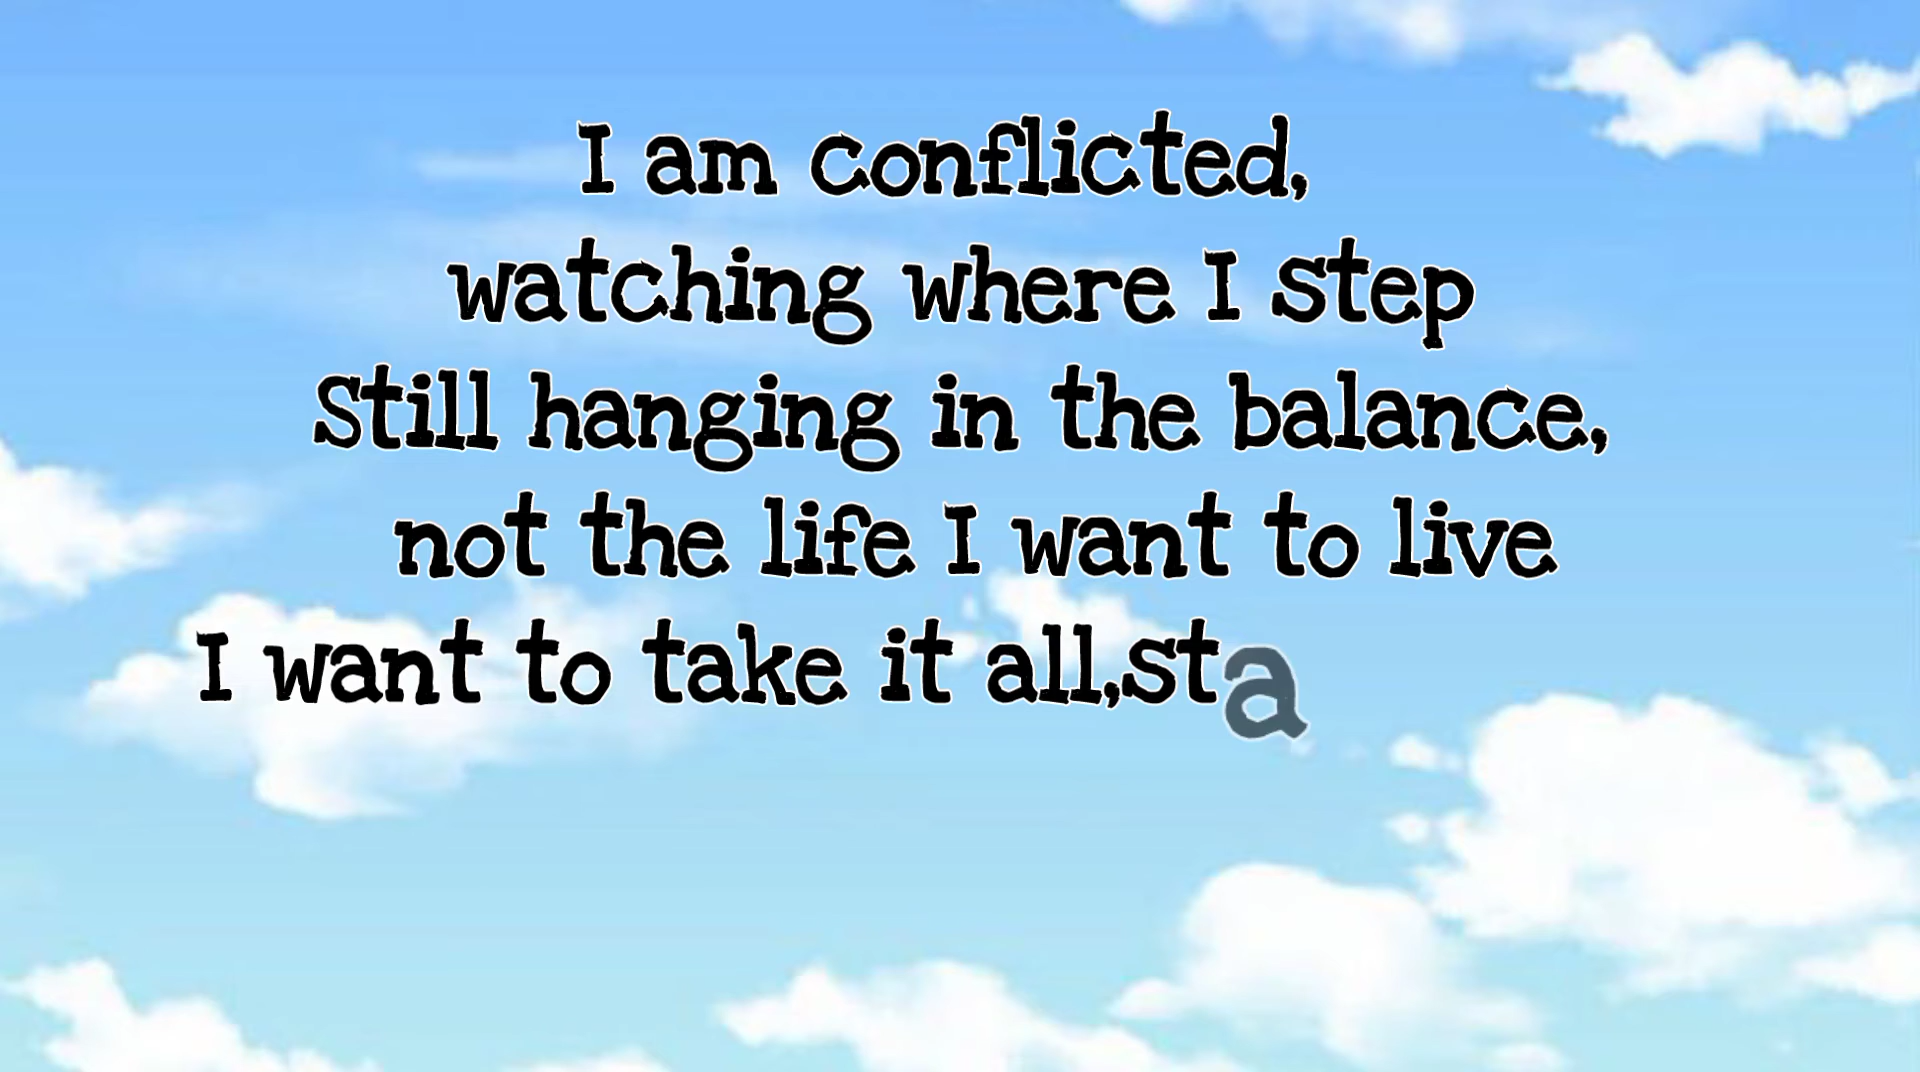 I am conflicted,
watching where I step
Still hanging in the balance,
not the life I want to live
I want to take it all,sta